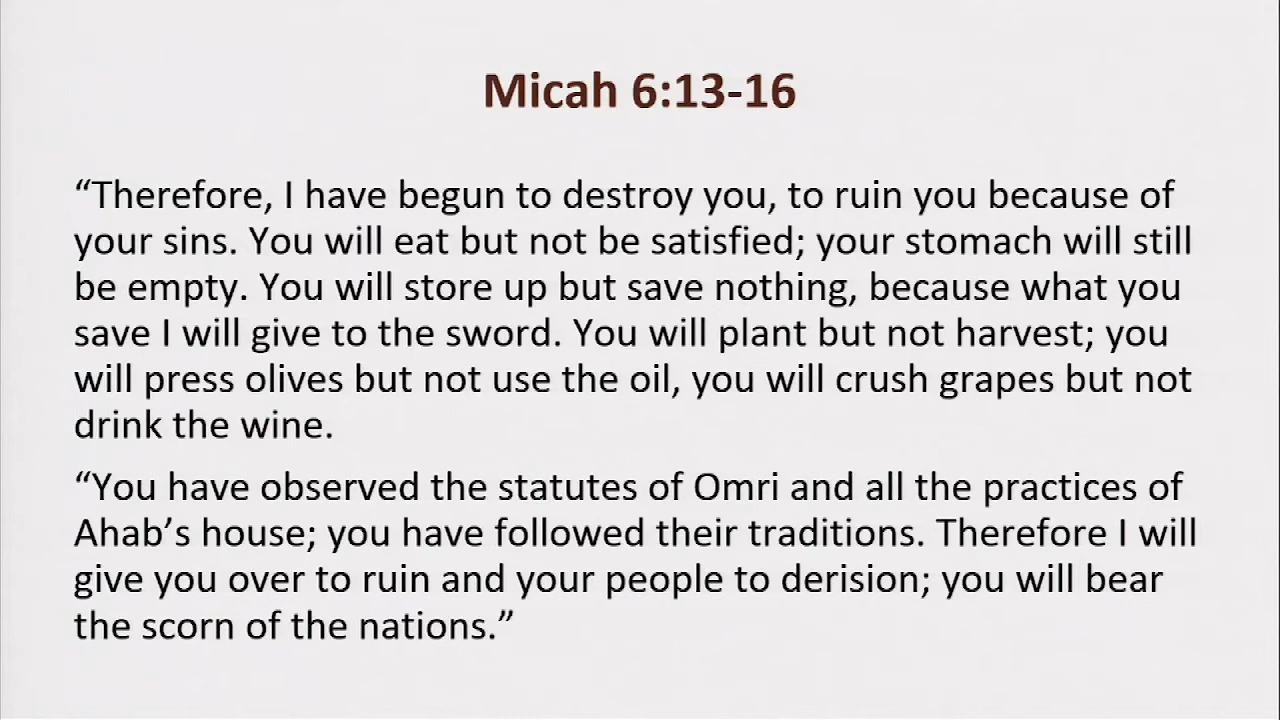 Micah 6:13-16
“Therefore, I have begun to destroy you, to ruin you because of
your sins. You will eat but not be satisfied; your stomach will still
be empty. You will store up but save nothing, because what you
save I will give to the sword. You will plant but not harvest; you
will press olives but not use the oil, you will crush grapes but not
drink the wine.
“You have observed the statutes of Omri and all the practices of
Ahab’s house; you have followed their traditions. Therefore I will
give you over to ruin and your people to derision; you will bear
the scorn of the nations.”